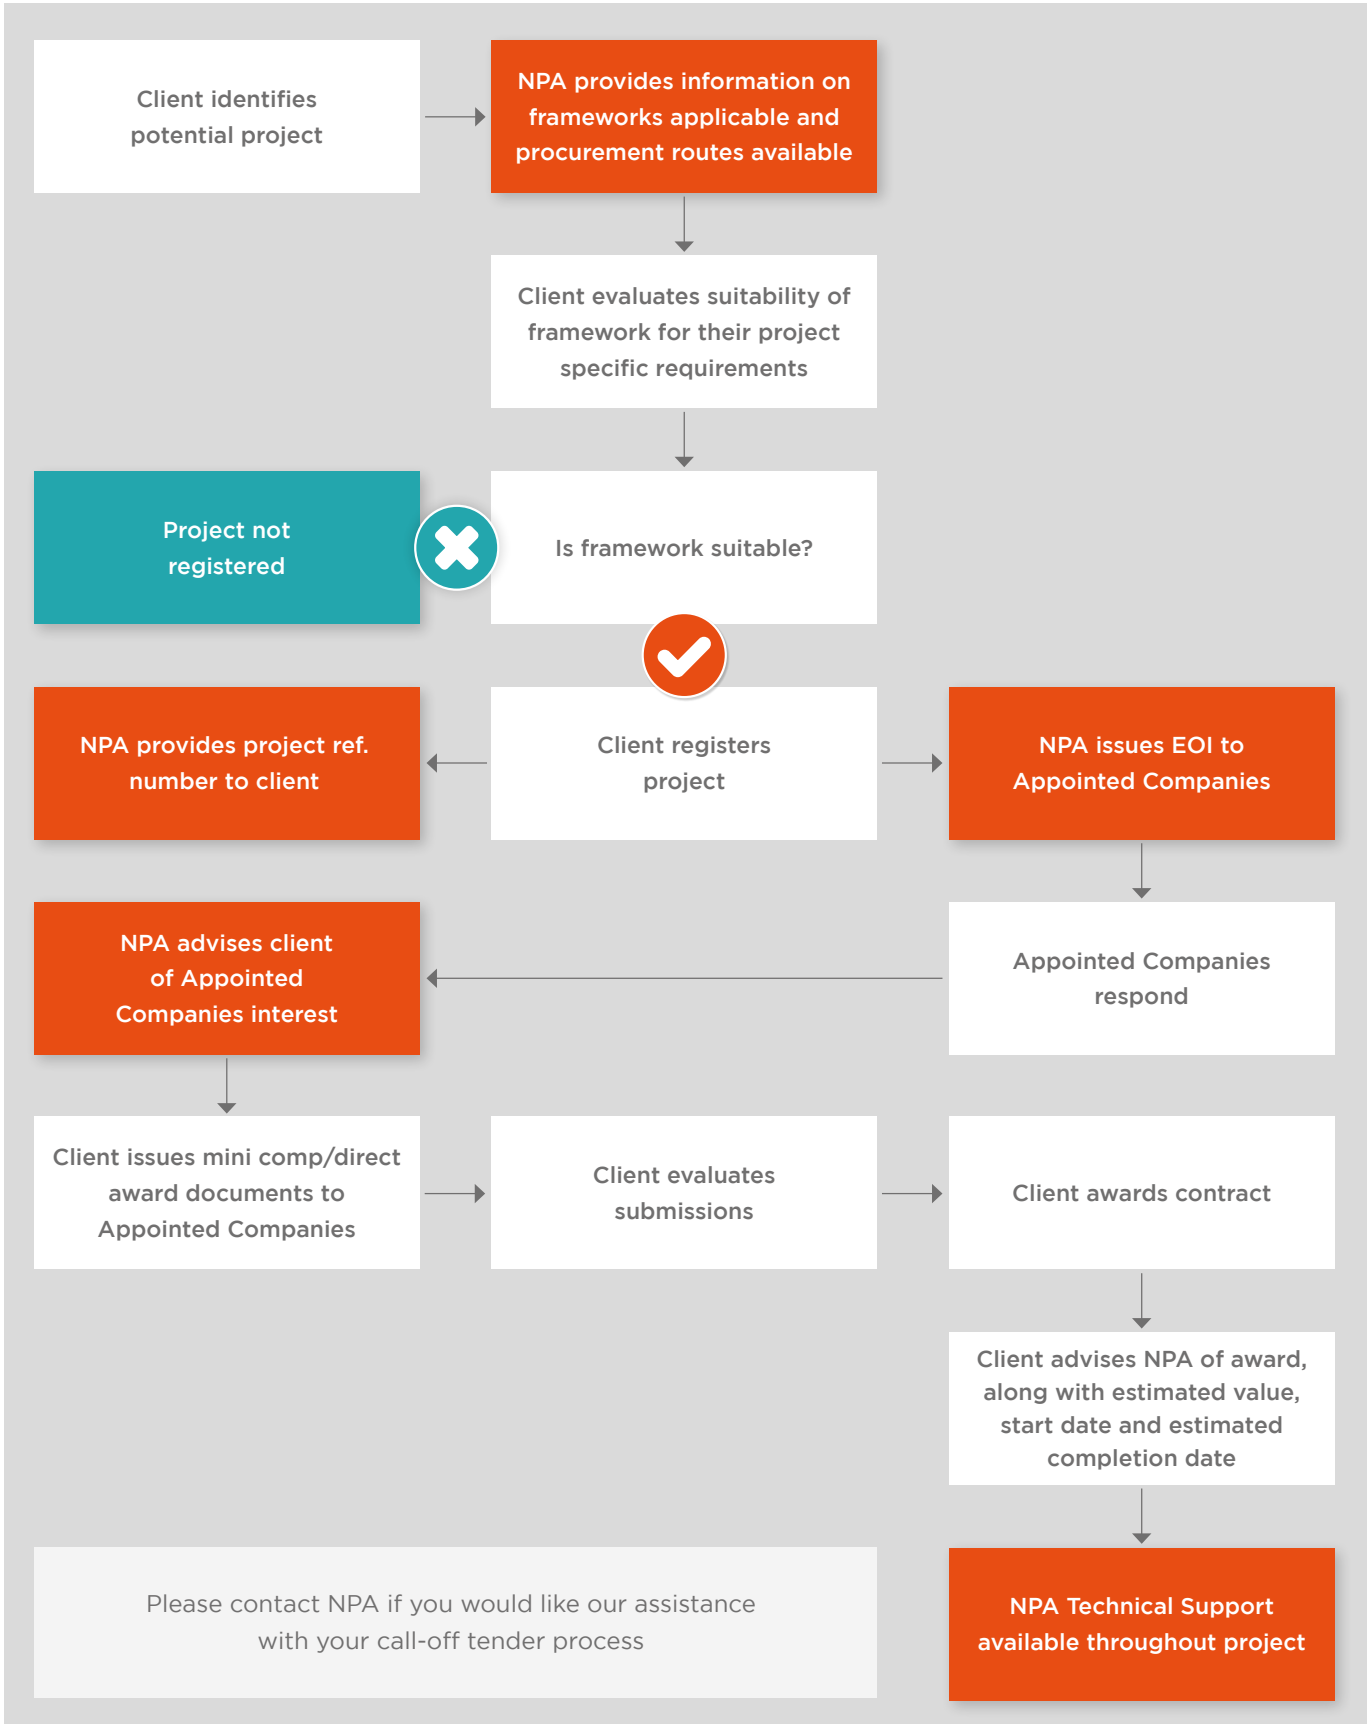 Client identifies
potential project
NPA provides information on
frameworks applicable and
procurement routes available
Client evaluates suitability of
framework for their project
specific requirements
Project not
registered
Is framework suitable?
NPA provides project ref.
number to client
Client registers
project
NPA issues EOI to
Appointed Companies
NPA advises client
of Appointed
Companies interest
Appointed Companies
respond
Client issues mini comp/direct
award documents to
Appointed Companies
Client evaluates
submissions
Client awards contract
Client advises NPA of award,
along with estimated value,
start date and estimated
completion date
Please contact NPA if you would like our assistance
with your call-off tender process
NPA Technical Support
available throughout project